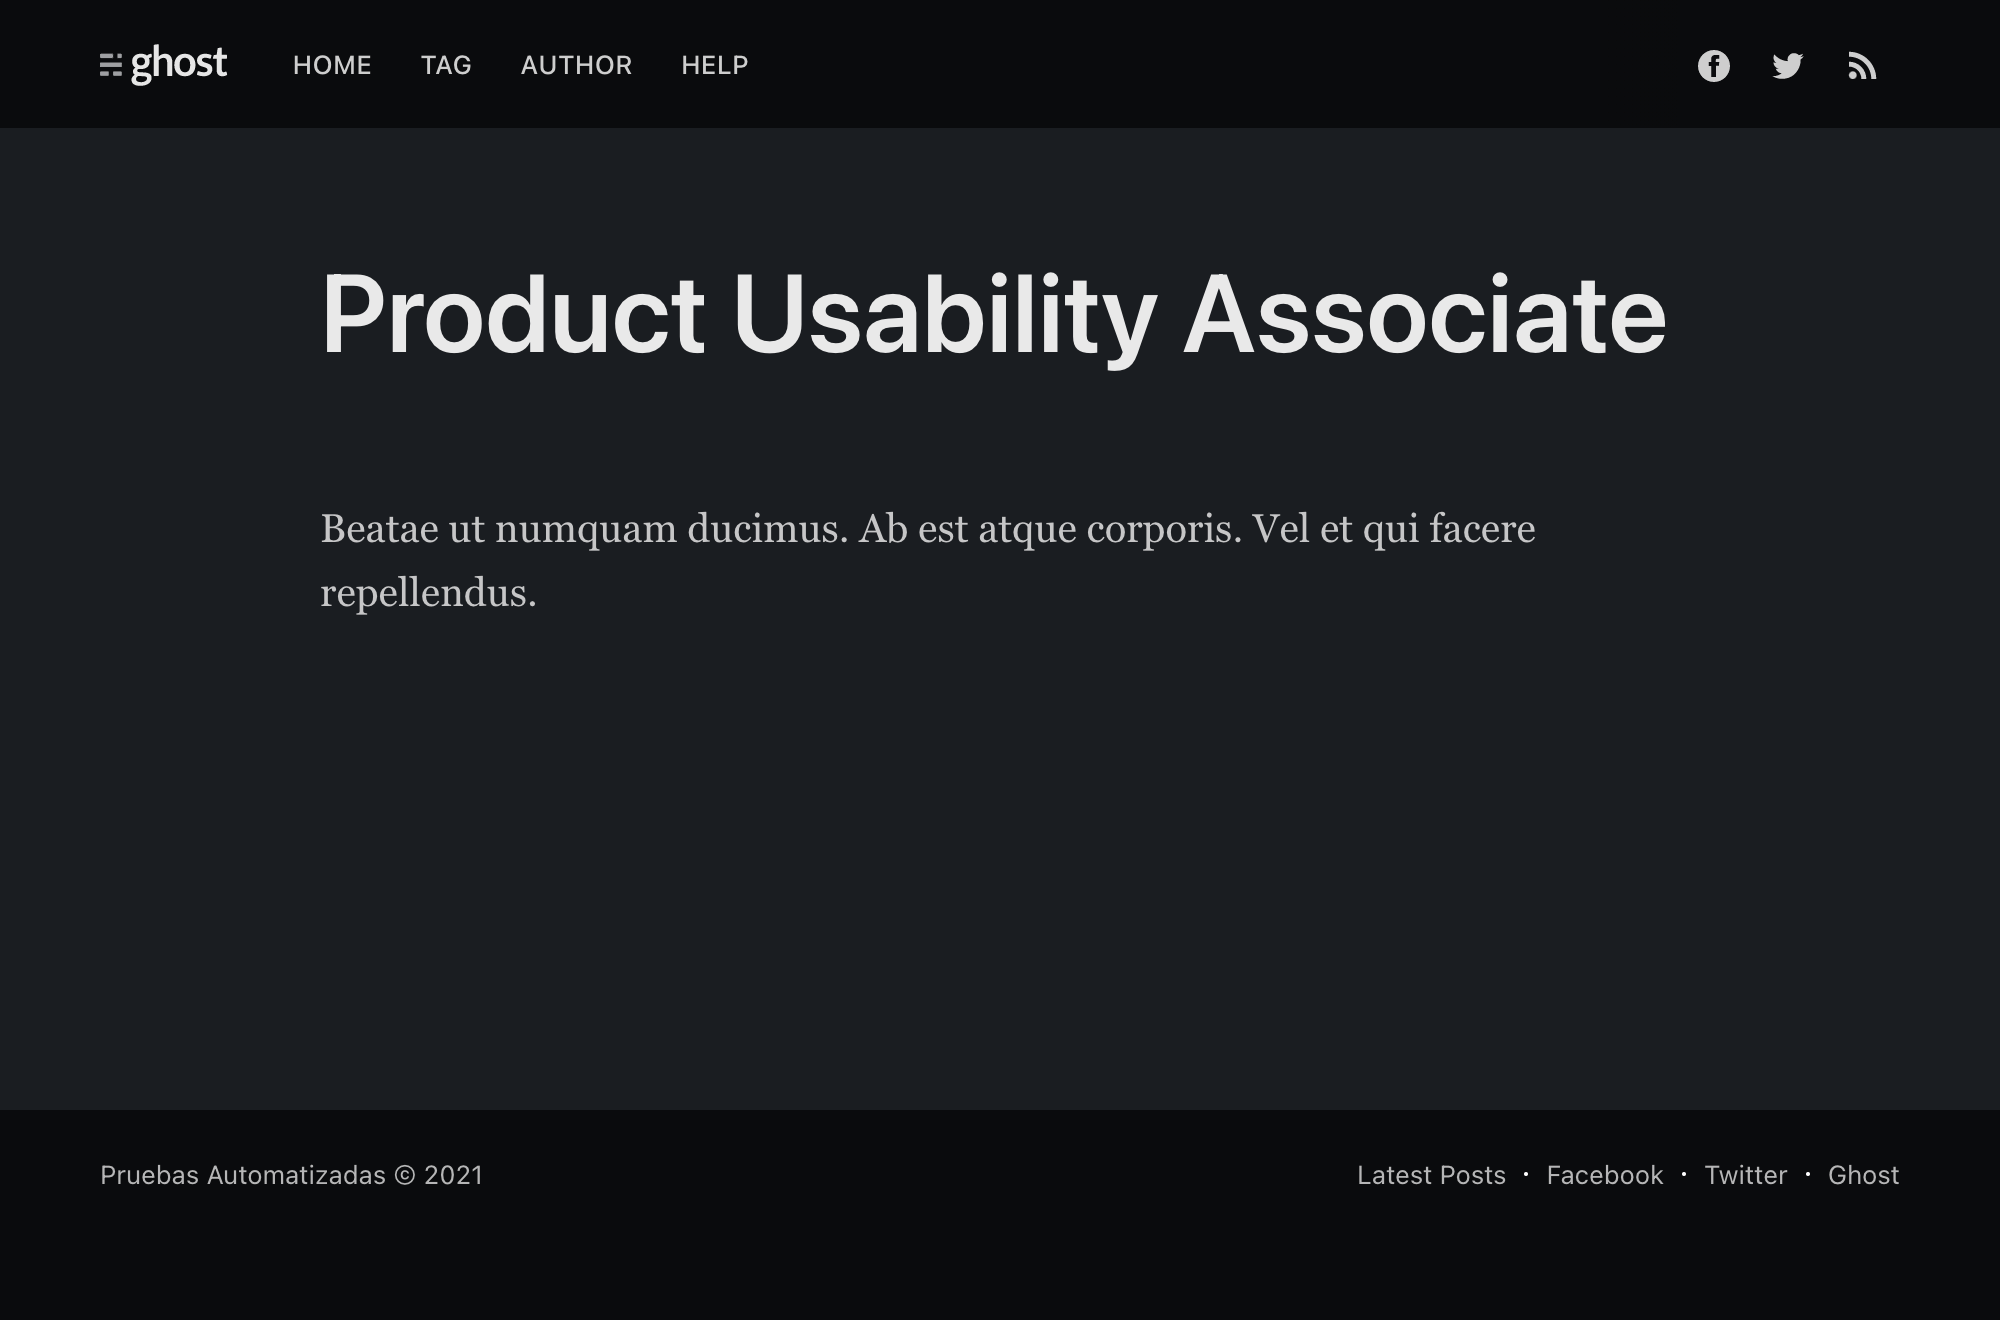 ghost HOME TAG AUTHOR HELP
Product Usability Associate
Beatae ut numquam ducimus. Ab est atque corporis. Vel et qui facere
repellendus.
Pruebas Automatizadas © 2021
Latest Posts • Facebook • Twitter • Ghost